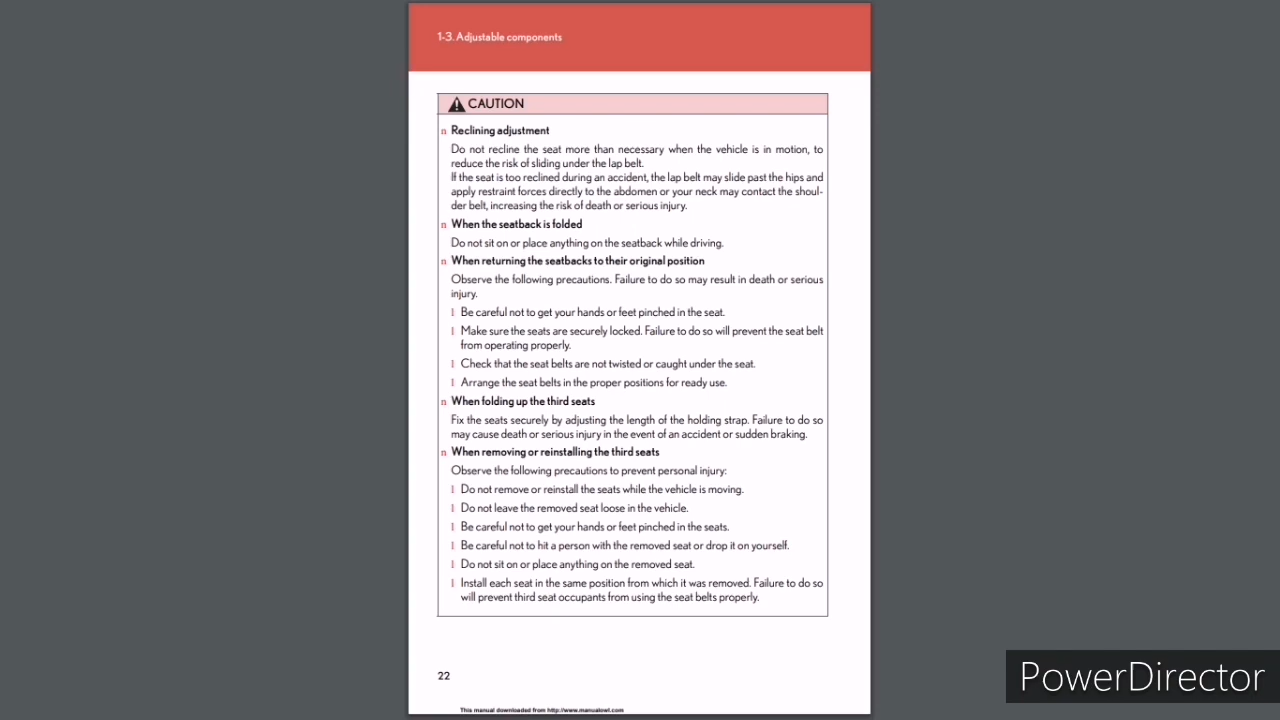 1-3. Adjustable components
CAUTION
n Reclining adjustment
Do not recline the seat more than necessary when the vehicle is in motion, to
reduce the risk of sliding under the lap belt.
If the seat is too reclined during an accident, the lap belt may slide past the hips and
apply restraint forces directly to the abdomen or your neck may contact the shoul-
der belt, increasing the risk of death or serious injury.
n When the seatback is folded
Do not sit on or place anything on the seatback while driving.
n When returning the seatbacks to their original position
Observe the following precautions. Failure to do so may result in death or serious
injury.
l Be careful not to get your hands or feet pinched in the seat.
l Make sure the seats are securely locked. Failure to do so will prevent the seat belt
from operating properly.
l Check that the seat belts are not twisted or caught under the seat.
l Arrange the seat belts in the proper positions for ready use.
n When folding up the third seats
Fix the seats securely by adjusting the length of the holding strap. Failure to do so
may cause death or serious injury in the event of an accident or sudden braking.
n When removing or reinstalling the third seats
Observe the following precautions to prevent personal injury:
l Do not remove or reinstall the seats while the vehicle is moving.
l Do not leave the removed seat loose in the vehicle.
l Be careful not to get your hands or feet pinched in the seats.
l Be careful not to hit a person with the removed seat or drop it on yourself.
l Do not sit on or place anything on the removed seat.
l Install each seat in the same position from which it was removed. Failure to do so
will prevent third seat occupants from using the seat belts properly.
22
This manual downloaded from http://www.manualowl.com
PowerDirector